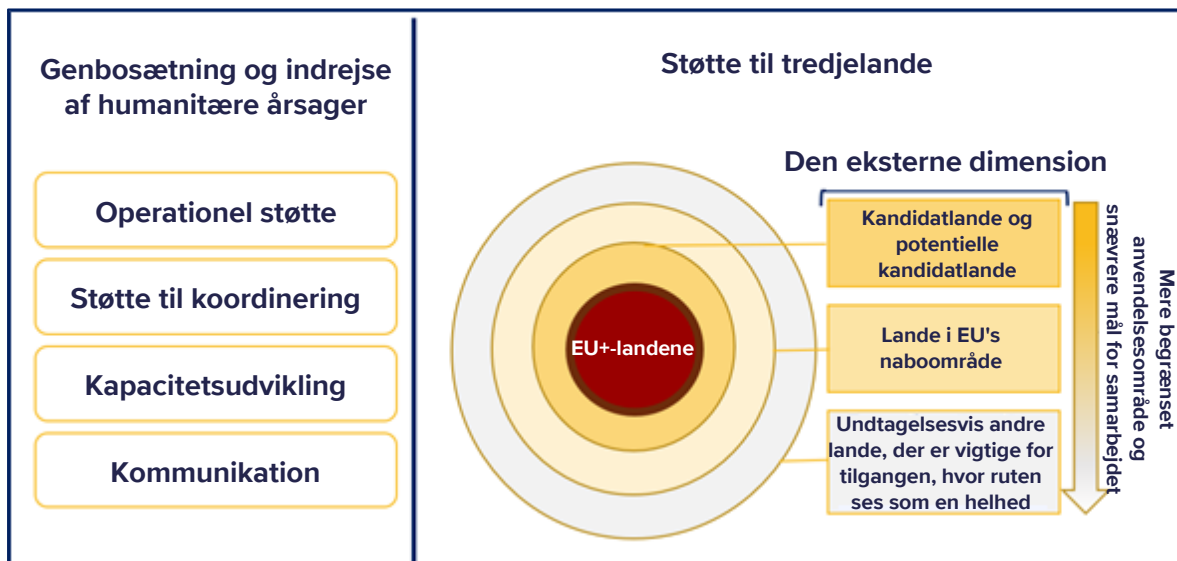 Genbosætning og indrejse
af humanitære årsager
Operationel støtte
Støtte til koordinering
Kapacitetsudvikling
Kommunikation
Støtte til tredjelande
Den eksterne dimension
EU+-landene
Kandidatlande og
potentielle
kandidatlande
Lande i EU's
naboområde
Undtagelsesvis andre
lande, der er vigtige for
tilgangen, hvor ruten
ses som en helhed
Mere begrænset
anvendelsesområde og
snævrere mål for samarbejdet